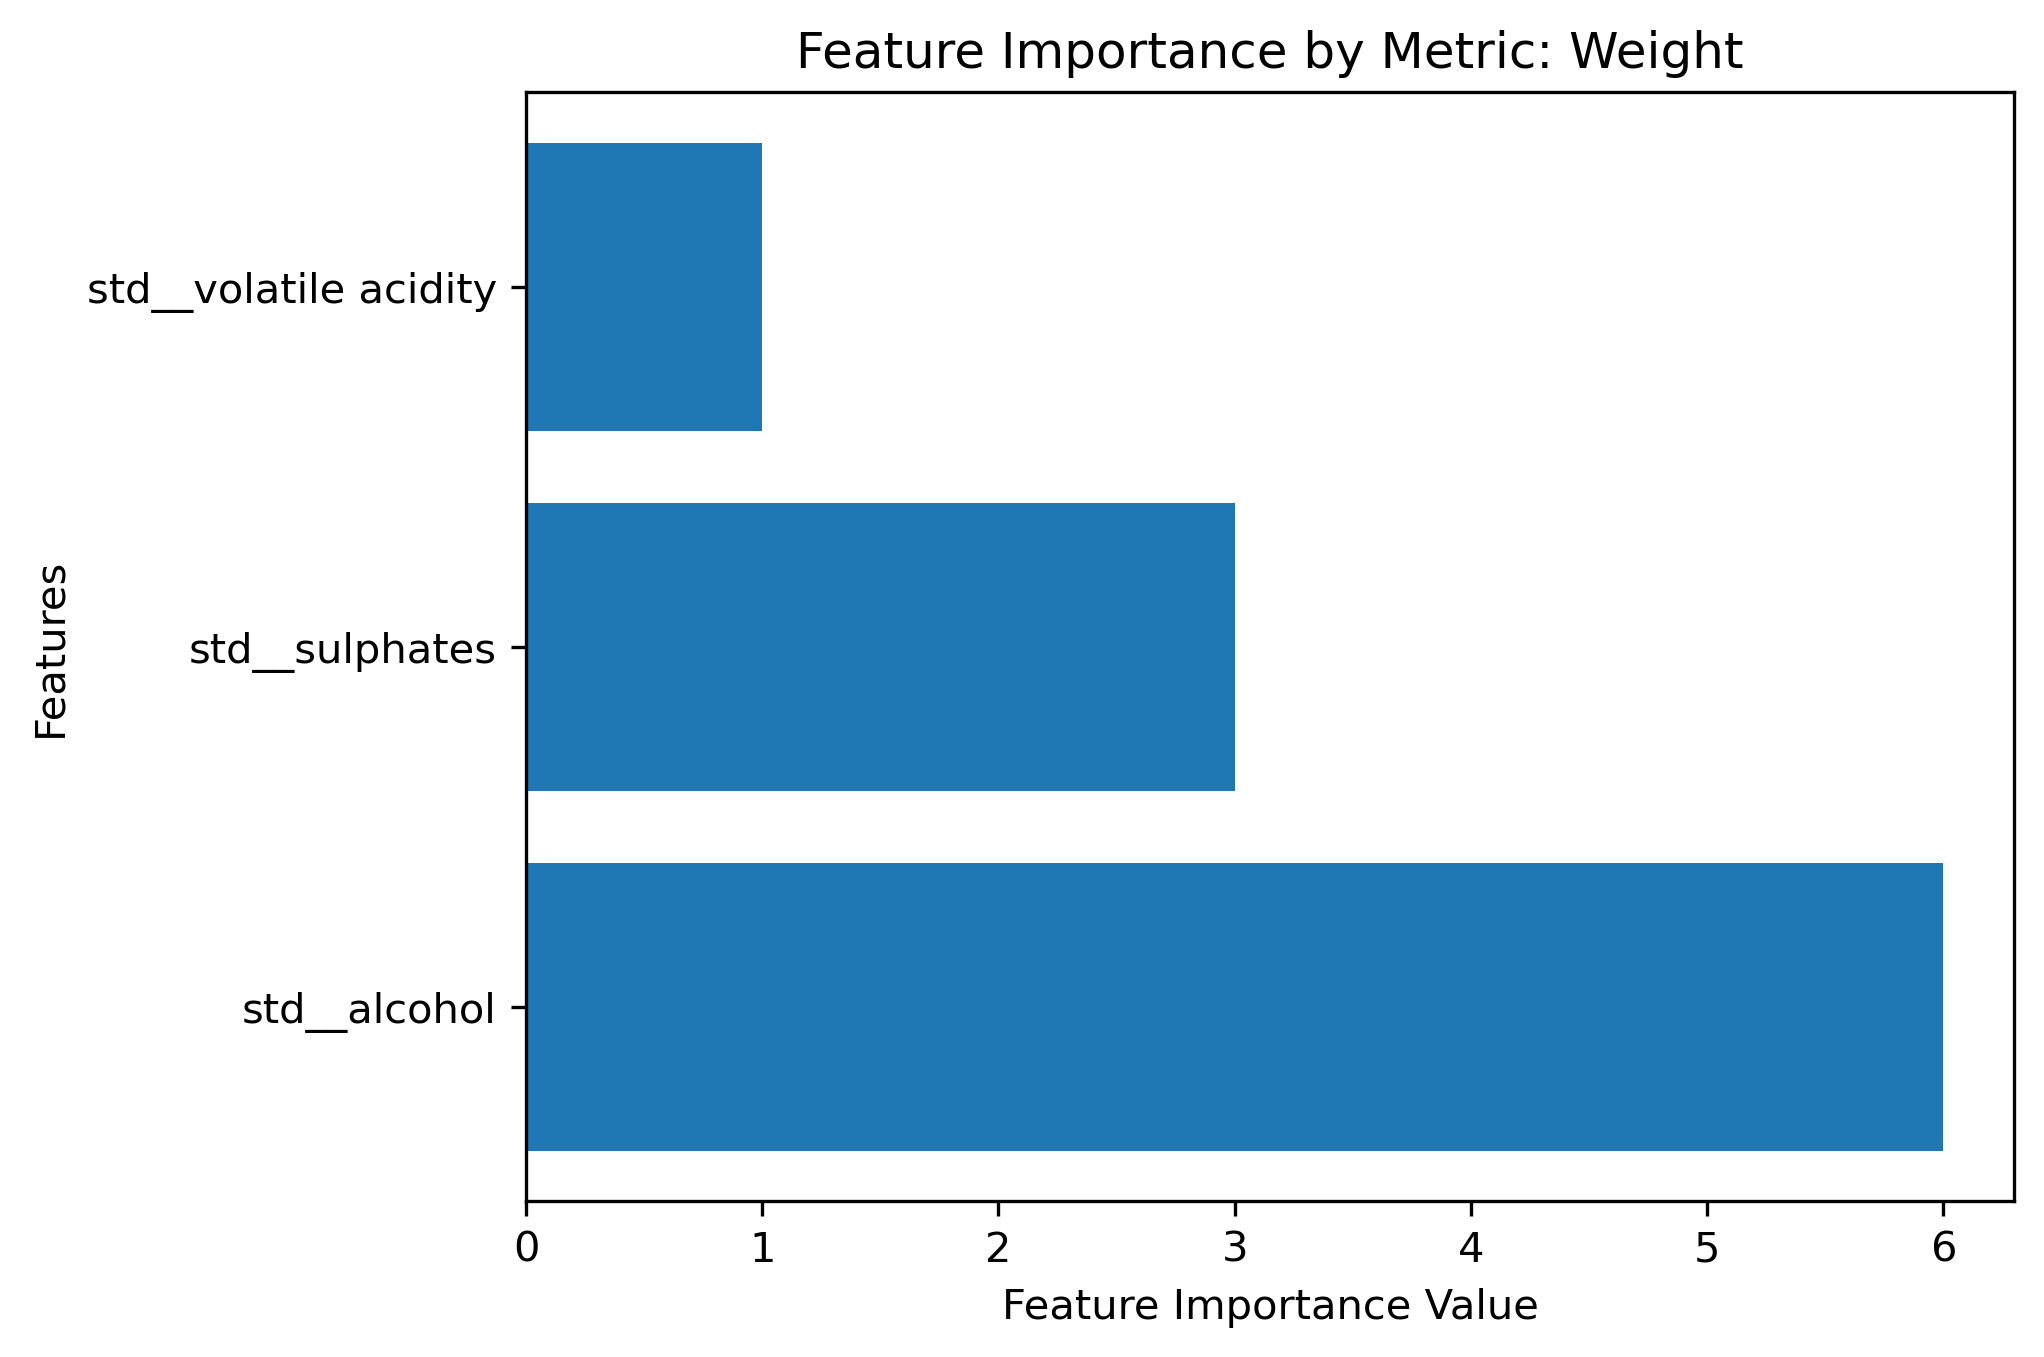 Feature Importance by Metric: Weight
std__volatile acidity
std__sulphates
std__alcohol
Features
0 1 2 3 4 5 6
Feature Importance Value